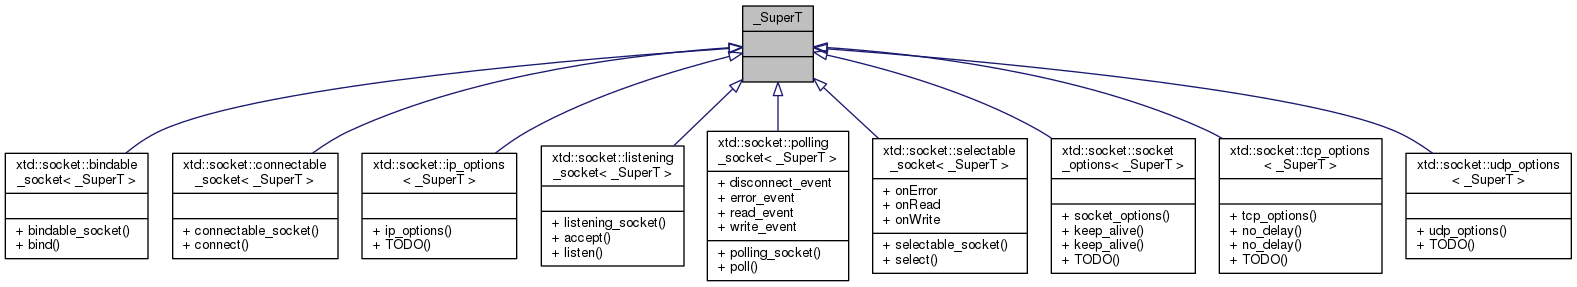 _SuperT
xtd::socket::bindable
_socket< _SuperT >
+ bindable_socket()
+ bind()
xtd::socket::connectable
_socket< _SuperT >
+ connectable_socket()
+ connect()
xtd::socket::ip_options
< _SuperT >
+ ip_options()
+ TODO()
xtd::socket::listening
_socket< _SuperT >
+ listening_socket()
+ accept()
+ listen()
xtd::socket::polling
_socket< _SuperT >
+ disconnect_event
+ error_event
+ read_event
+ write_event
+ polling_socket()
+ poll()
xtd::socket::selectable
_socket< _SuperT >
+ onError
+ onRead
+ onWrite
+ selectable_socket()
+ select()
xtd::socket::socket
_options< _SuperT >
+ socket_options()
+ keep_alive()
+ keep_alive()
+ TODO()
xtd::socket::tcp_options
< _SuperT >
+ tcp_options()
+ no_delay()
+ no_delay()
+ TODO()
xtd::socket::udp_options
< _SuperT >
+ udp_options()
+ TODO()